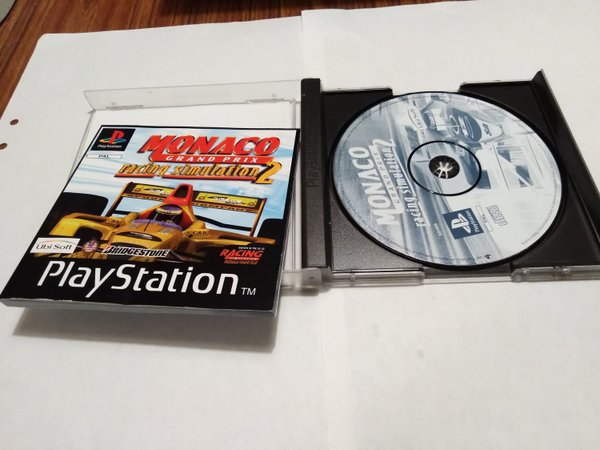 PlayStation
PAL
MONACO
GRAND PRIX
racing simulation 2
Ubi Soft
BRIDGESTONE
RACING
PlayStation TM
PlayStation
MONACO
GRAND PRIX
racing simulation 2